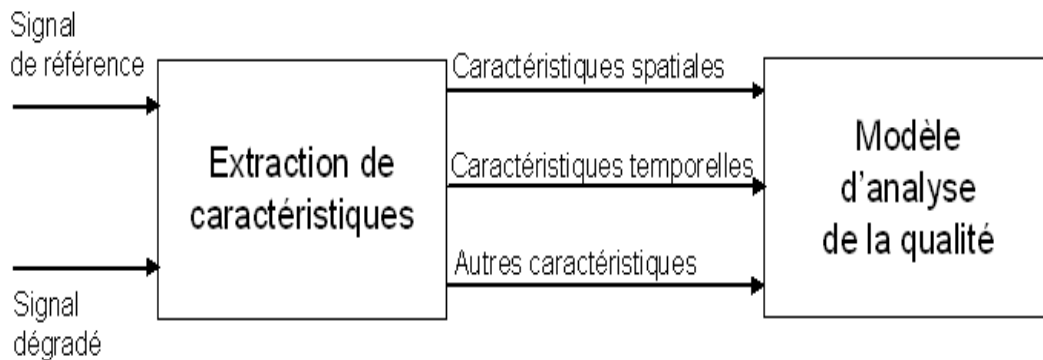 Signal
de référence
Extraction de
caractéristiques
Signal
dégradé
Caractéristiques spatiales
Caractéristiques temporelles
Autres caractéristiques
Modèle
d'analyse
de la qualité